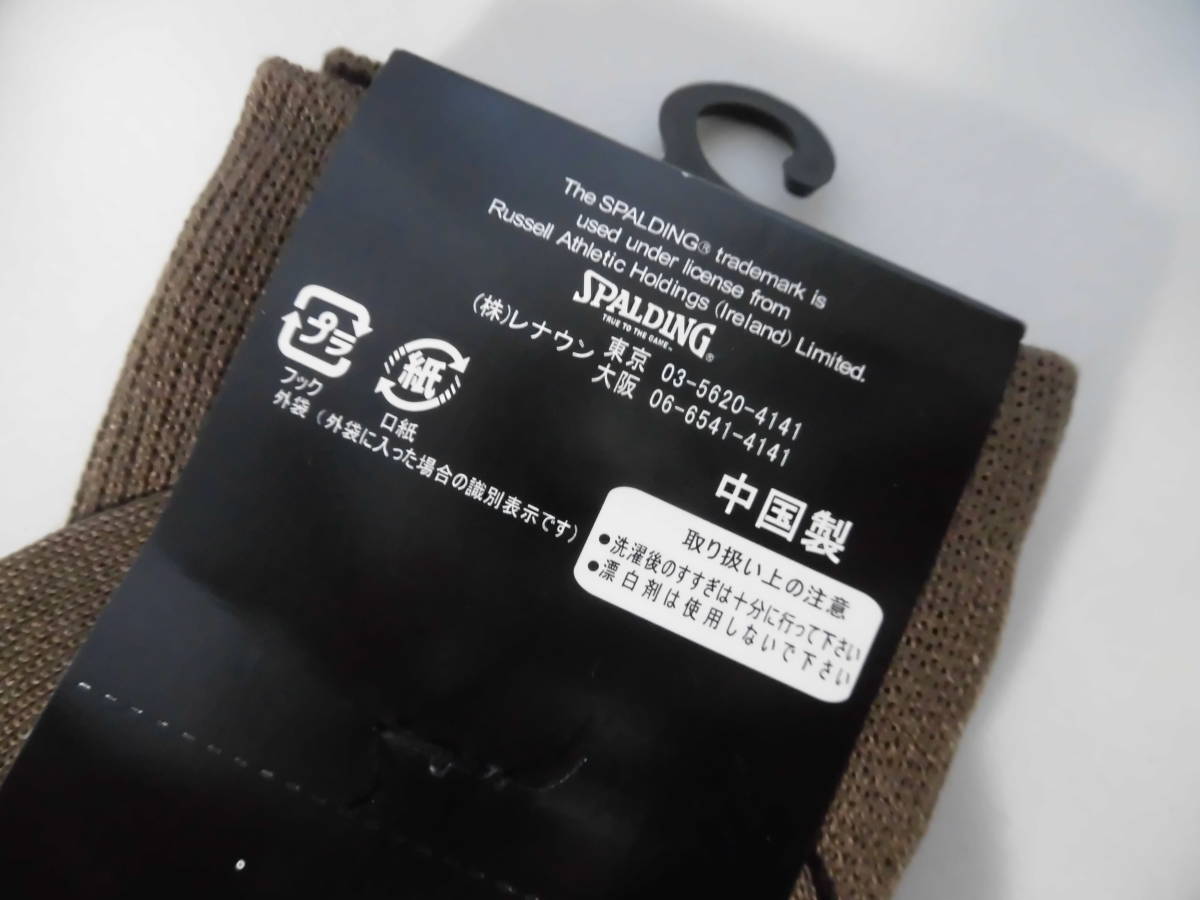 The SPALDING® trademark is
used under license from
Russell Athletic Holdings (Ireland) Limited.
SPALDING®
TRUE TO THE GAME™
(株)レナウン 東京 03-5620-4141
大阪 06-6541-4141
プラ
フック
外袋 (外袋に入った場合の識別表示です)
紙
口紙
中国製
取り扱い上の注意
●洗濯後のすすぎは十分に行って下さい
●漂白剤は使用しないで下さい